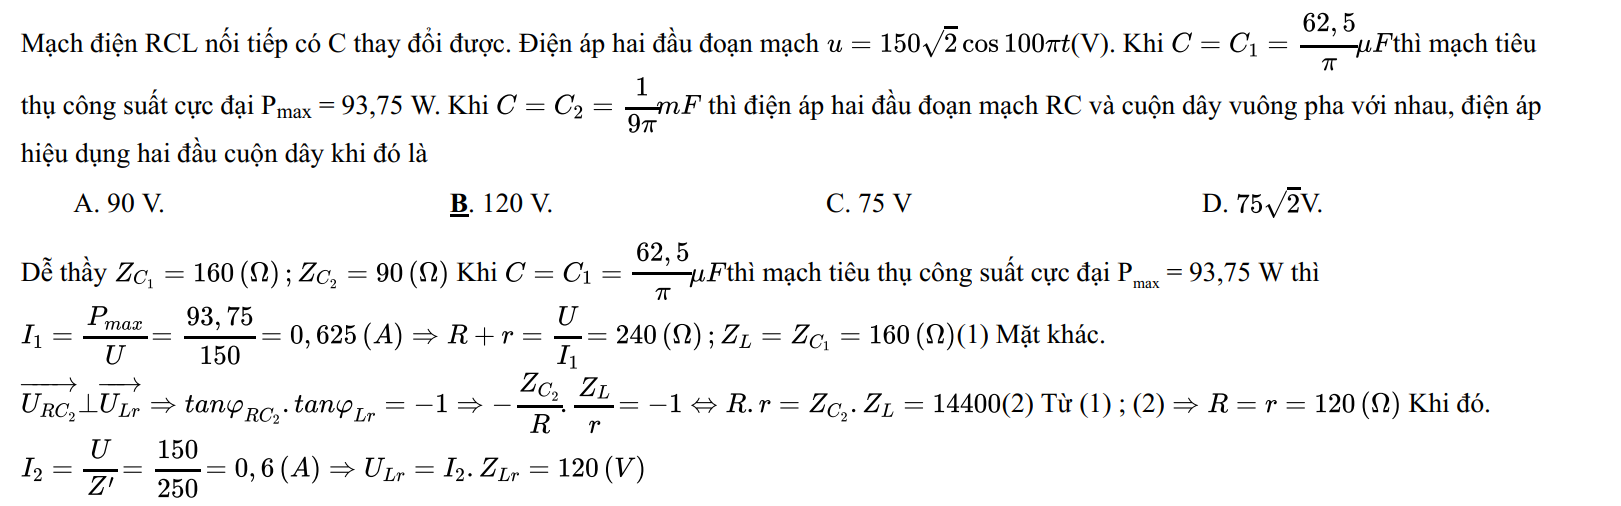 Mạch điện RCL nối tiếp có C thay đổi được. Điện áp hai đầu đoạn mạch $u = 150\sqrt{2}\cos 100\pi t$(V). Khi $C = C_1 = \frac{62,5}{\pi}\mu F$thì mạch tiêu
thụ công suất cực đại P$_{\text{max}}$ = 93,75 W. Khi $C = C_2 = \frac{1}{9\pi}mF$ thì điện áp hai đầu đoạn mạch RC và cuộn dây vuông pha với nhau, điện áp
hiệu dụng hai đầu cuộn dây khi đó là
A. 90 V. B. 120 V. C. 75 V D. $75\sqrt{2}$V.
Dễ thầy $Z_{C_1} = 160\,(\Omega)\,; Z_{C_2} = 90\,(\Omega)$ Khi $C = C_1 = \frac{62,5}{\pi}\mu F$thì mạch tiêu thụ công suất cực đại P$_{\text{max}}$ = 93,75 W thì
$I_1 = \frac{P_{max}}{U} = \frac{93,75}{150} = 0,625\,(A) \Rightarrow R + r = \frac{U}{I_1} = 240\,(\Omega)\,; Z_L = Z_{C_1} = 160\,(\Omega)(1)$ Mặt khác.
$\overrightarrow{U_{RC_2}} \perp \overrightarrow{U_{Lr}} \Rightarrow tan\varphi_{RC_2}.tan\varphi_{Lr} = -1 \Rightarrow -\frac{Z_{C_2}}{R}.\frac{Z_L}{r} = -1 \Leftrightarrow R.r = Z_{C_2}.Z_L = 14400(2)$ Từ $(1)\,;(2) \Rightarrow R = r = 120\,(\Omega)$ Khi đó.
$I_2 = \frac{U}{Z'} = \frac{150}{250} = 0,6\,(A) \Rightarrow U_{Lr} = I_2.Z_{Lr} = 120\,(V)$